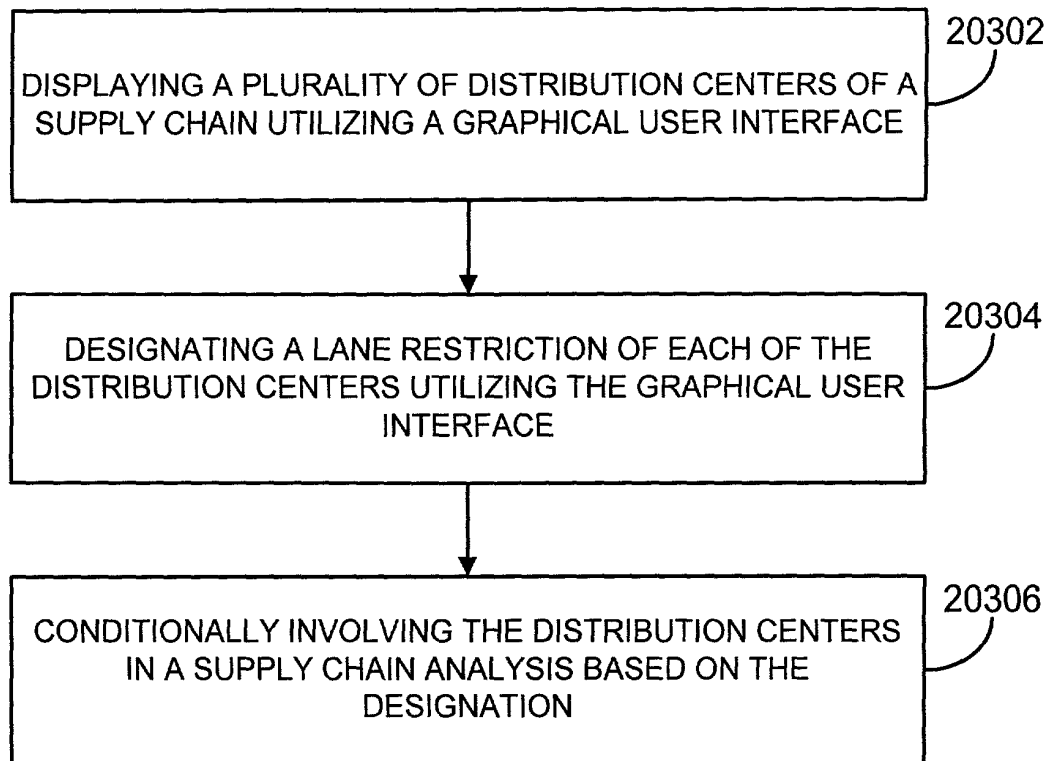 20302
DISPLAYING A PLURALITY OF DISTRIBUTION CENTERS OF A
SUPPLY CHAIN UTILIZING A GRAPHICAL USER INTERFACE
20304
DESIGNATING A LANE RESTRICTION OF EACH OF THE
DISTRIBUTION CENTERS UTILIZING THE GRAPHICAL USER
INTERFACE
20306
CONDITIONALLY INVOLVING THE DISTRIBUTION CENTERS
IN A SUPPLY CHAIN ANALYSIS BASED ON THE
DESIGNATION